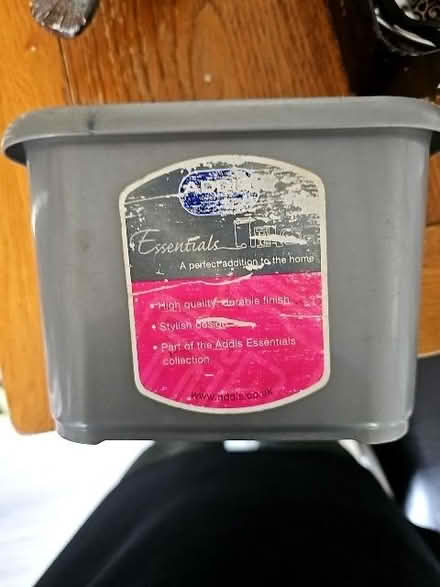 ADDIS
Essentials
A perfect addition to the home
• High quality, durable finish
• Stylish design
• Part of the Addis Essentials
collection
www.addis.co.uk